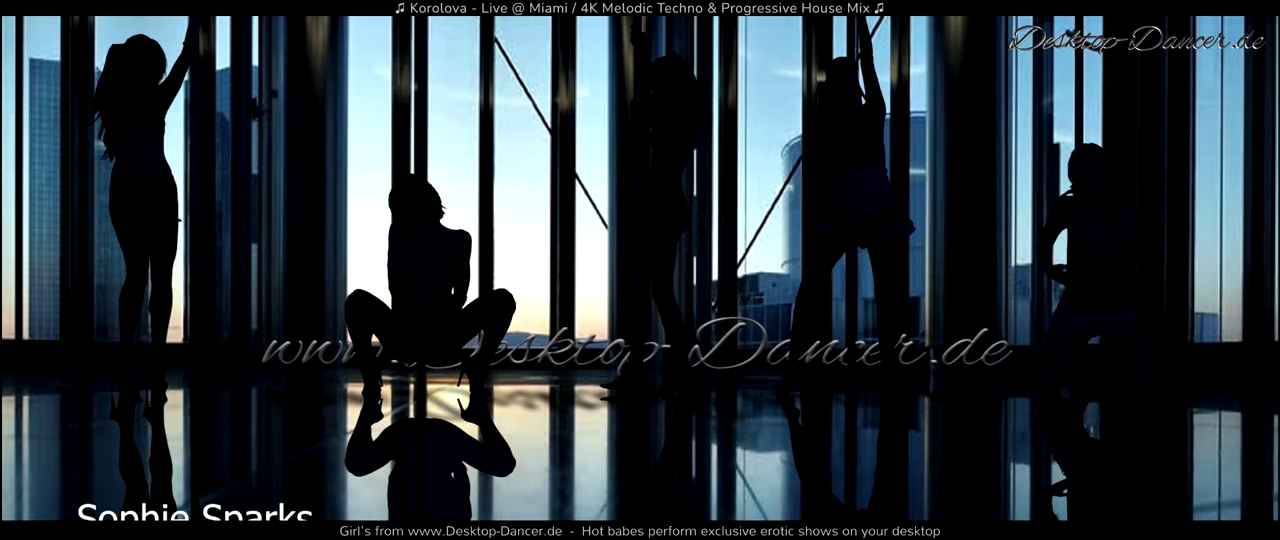 ♫ Korolova - Live @ Miami / 4K Melodic Techno & Progressive House Mix ♫
Desktop-Dancer.de
www.Desktop-Dancer.de
Sophie Sparks
Girl's from www.Desktop-Dancer.de - Hot babes perform exclusive erotic shows on your desktop